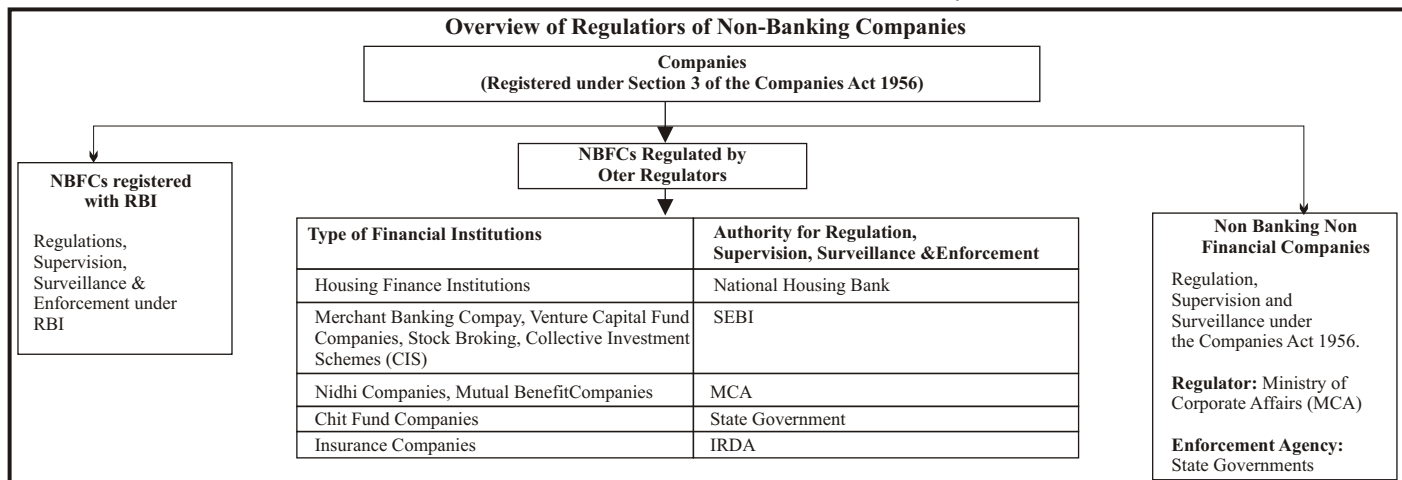 Overview of Regulatiors of Non-Banking Companies
Companies
(Registered under Section 3 of the Companies Act 1956)
NBFCs registered
with RBI
Regulations,
Supervision,
Surveillance &
Enforcement under
RBI
NBFCs Regulated by
Oter Regulators
Type of Financial Institutions
Authority for Regulation,
Supervision, Surveillance &Enforcement
Housing Finance Institutions
National Housing Bank
Merchant Banking Compay, Venture Capital Fund
Companies, Stock Broking, Collective Investment
Schemes (CIS)
SEBI
Nidhi Companies, Mutual BenefitCompanies
MCA
Chit Fund Companies
State Government
Insurance Companies
IRDA
Non Banking Non
Financial Companies
Regulation,
Supervision and
Surveillance under
the Companies Act 1956.
Regulator: Ministry of
Corporate Affairs (MCA)
Enforcement Agency:
State Governments